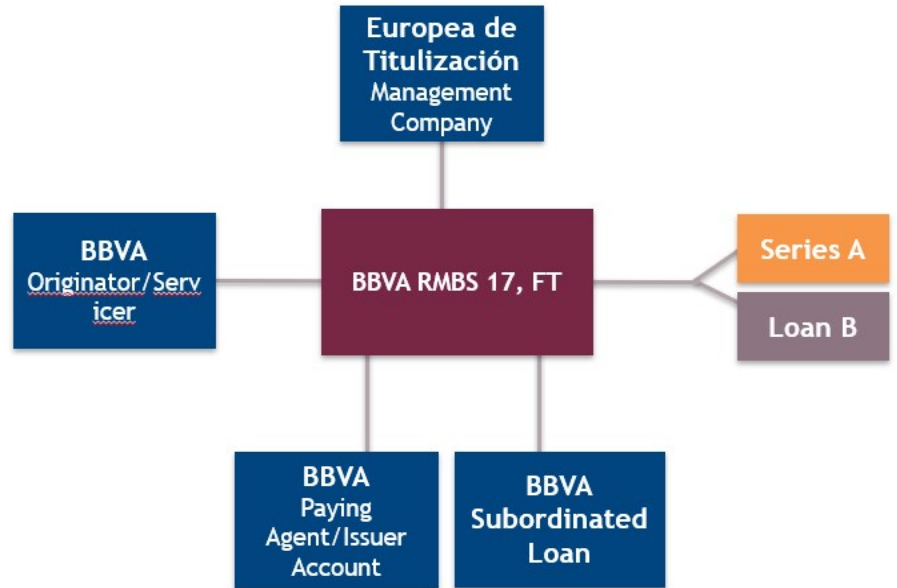 Europea de
Titulización
Management
Company
BBVA
Originator/Serv
icer
BBVA RMBS 17, FT
Series A
Loan B
BBVA
Paying
Agent/Issuer
Account
BBVA
Subordinated
Loan